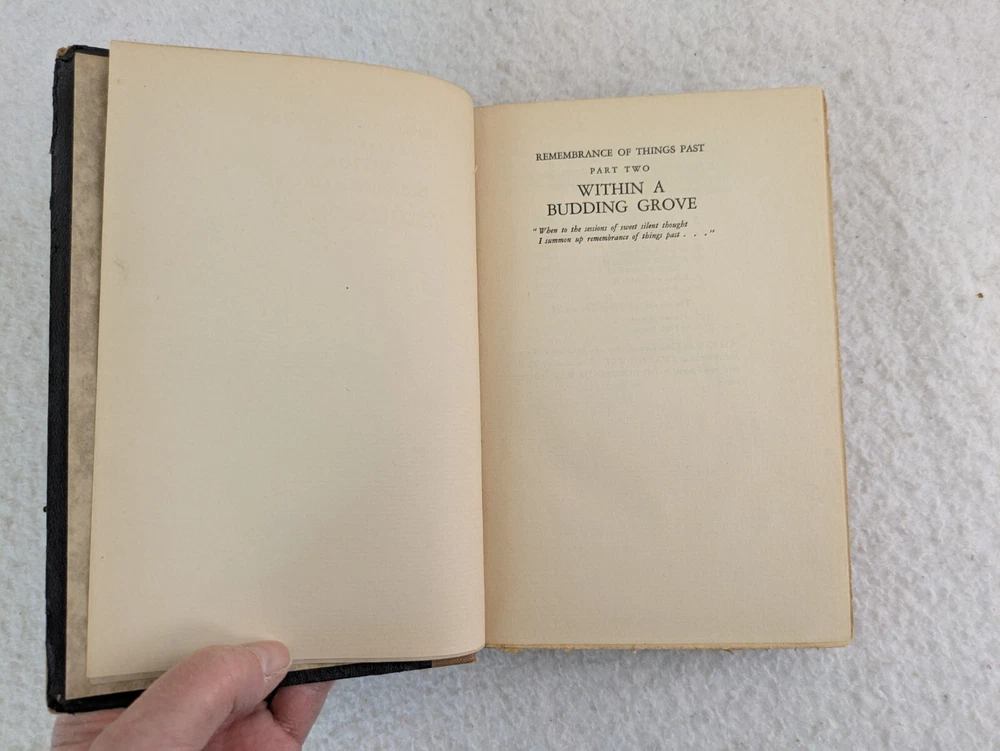 REMEMBRANCE OF THINGS PAST
PART TWO
WITHIN A
BUDDING GROVE
"When to the sessions of sweet silent thought
I summon up remembrance of things past . . ."